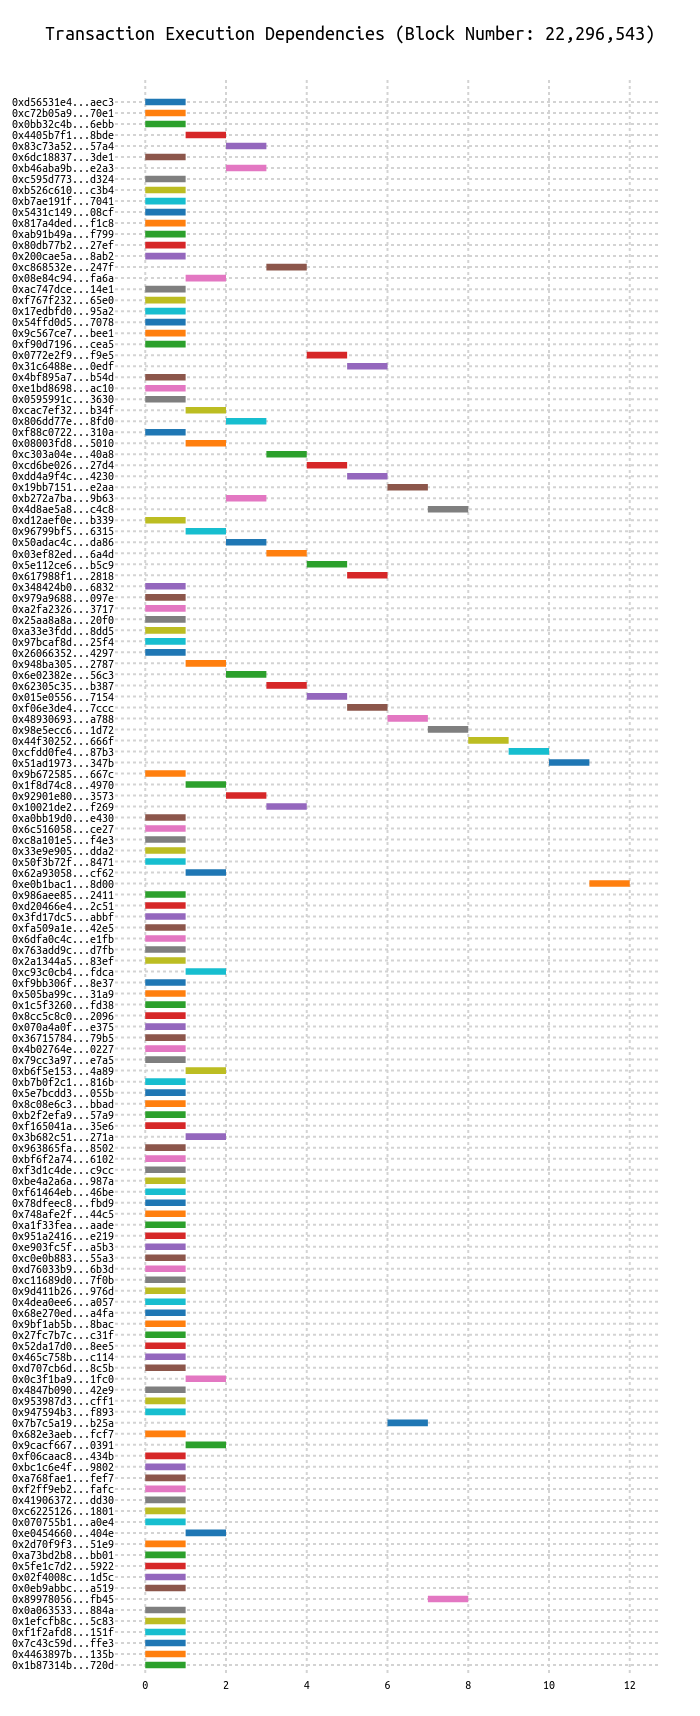 Transaction Execution Dependencies (Block Number: 22,296,543)
0xd56531e4...aec3
0xc72b05a9...70e1
0x0bb32c4b...6ebb
0x4405b7f1...8bde
0x83c73a52...57a4
0x6dc18837...3de1
0xb46aba9b...e2a3
0xc595d773...d324
0xb526c610...c3b4
0xb7ae191f...7041
0x5431c149...08cf
0x817a4ded...f1c8
0xab91b49a...f799
0x80db77b2...27ef
0x200cae5a...8ab2
0xc868532e...247f
0x08e84c94...fa6a
0xac747dce...14e1
0xf767f232...65e0
0x17edbfd0...95a2
0x54ffd0d5...7078
0x9c567ce7...bee1
0xf90d7196...cea5
0x0772e2f9...f9e5
0x31c6488e...0edf
0x4bf895a7...b54d
0xe1bd8698...ac10
0x0595991c...3630
0xcac7ef32...b34f
0x806dd77e...8fd0
0xf88c0722...310a
0x08003fd8...5010
0xc303a04e...40a8
0xcd6be026...27d4
0xdd4a9f4c...4230
0x19bb7151...e2aa
0xb272a7ba...9b63
0x4d8ae5a8...c4c8
0xd12aef0e...b339
0x96799bf5...6315
0x50adac4c...da86
0x03ef82ed...6a4d
0x5e112ce6...b5c9
0x617988f1...2818
0x348424b0...6832
0x979a9688...097e
0xa2fa2326...3717
0x25aa8a8a...20f0
0xa33e3fdd...8dd5
0x97bcaf8d...25f4
0x26066352...4297
0x948ba305...2787
0x6e02382e...56c3
0x62305c35...b387
0x015e0556...7154
0xf06e3de4...7ccc
0x48930693...a788
0x98e5ecc6...1d72
0x44f30252...666f
0xcfdd0fe4...87b3
0x51ad1973...347b
0x9b672585...667c
0x1f8d74c8...4970
0x92901e80...3573
0x10021de2...f269
0xa0bb19d0...e430
0x6c516058...ce27
0xc8a101e5...f4e3
0x33e9e905...dda2
0x50f3b72f...8471
0x62a93058...cf62
0xe0b1bac1...8d00
0x986aee85...2411
0xd20466e4...2c51
0x3fd17dc5...abbf
0xfa509a1e...42e5
0x6dfa0c4c...e1fb
0x763add9c...d7fb
0x2a1344a5...83ef
0xc93c0cb4...fdca
0xf9bb306f...8e37
0x505ba99c...31a9
0x1c5f3260...fd38
0x8cc5c8c0...2096
0x070a4a0f...e375
0x36715784...79b5
0x4b02764e...0227
0x79cc3a97...e7a5
0xb6f5e153...4a89
0xb7b0f2c1...816b
0x5e7bcdd3...055b
0x8c08e6c3...bbad
0xb2f2efa9...57a9
0xf165041a...35e6
0x3b682c51...271a
0x963865fa...8502
0xbf6f2a74...6102
0xf3d1c4de...c9cc
0xbe4a2a6a...987a
0xf61464eb...46be
0x78dfeec8...fbd9
0x748afe2f...44c5
0xa1f33fea...aade
0x951a2416...e219
0xe903fc5f...a5b3
0xc0e0b883...55a3
0xd76033b9...6b3d
0xc11689d0...7f0b
0x9d411b26...976d
0x4dea0ee6...a057
0x68e270ed...a4fa
0x9bf1ab5b...8bac
0x27fc7b7c...c31f
0x52da17d0...8ee5
0x465c758b...c114
0xd707cb6d...8c5b
0x0c3f1ba9...1fc0
0x4847b090...42e9
0x953987d3...cff1
0x947594b3...f893
0x7b7c5a19...b25a
0x682e3aeb...fcf7
0x9cacf667...0391
0xf06caac8...434b
0xbc1c6e4f...9802
0xa768fae1...fef7
0xf2ff9eb2...fafc
0x41906372...dd30
0xc6225126...1801
0x070755b1...a0e4
0xe0454660...404e
0x2d70f9f3...51e9
0xa73bd2b8...bb01
0x5fe1c7d2...5922
0x02f4008c...1d5c
0x0eb9abbc...a519
0x89978056...fb45
0x0a063533...884a
0x1efcfb8c...5c83
0xf1f2afd8...151f
0x7c43c59d...ffe3
0x4463897b...135b
0x1b87314b...720d
0 2 4 6 8 10 12